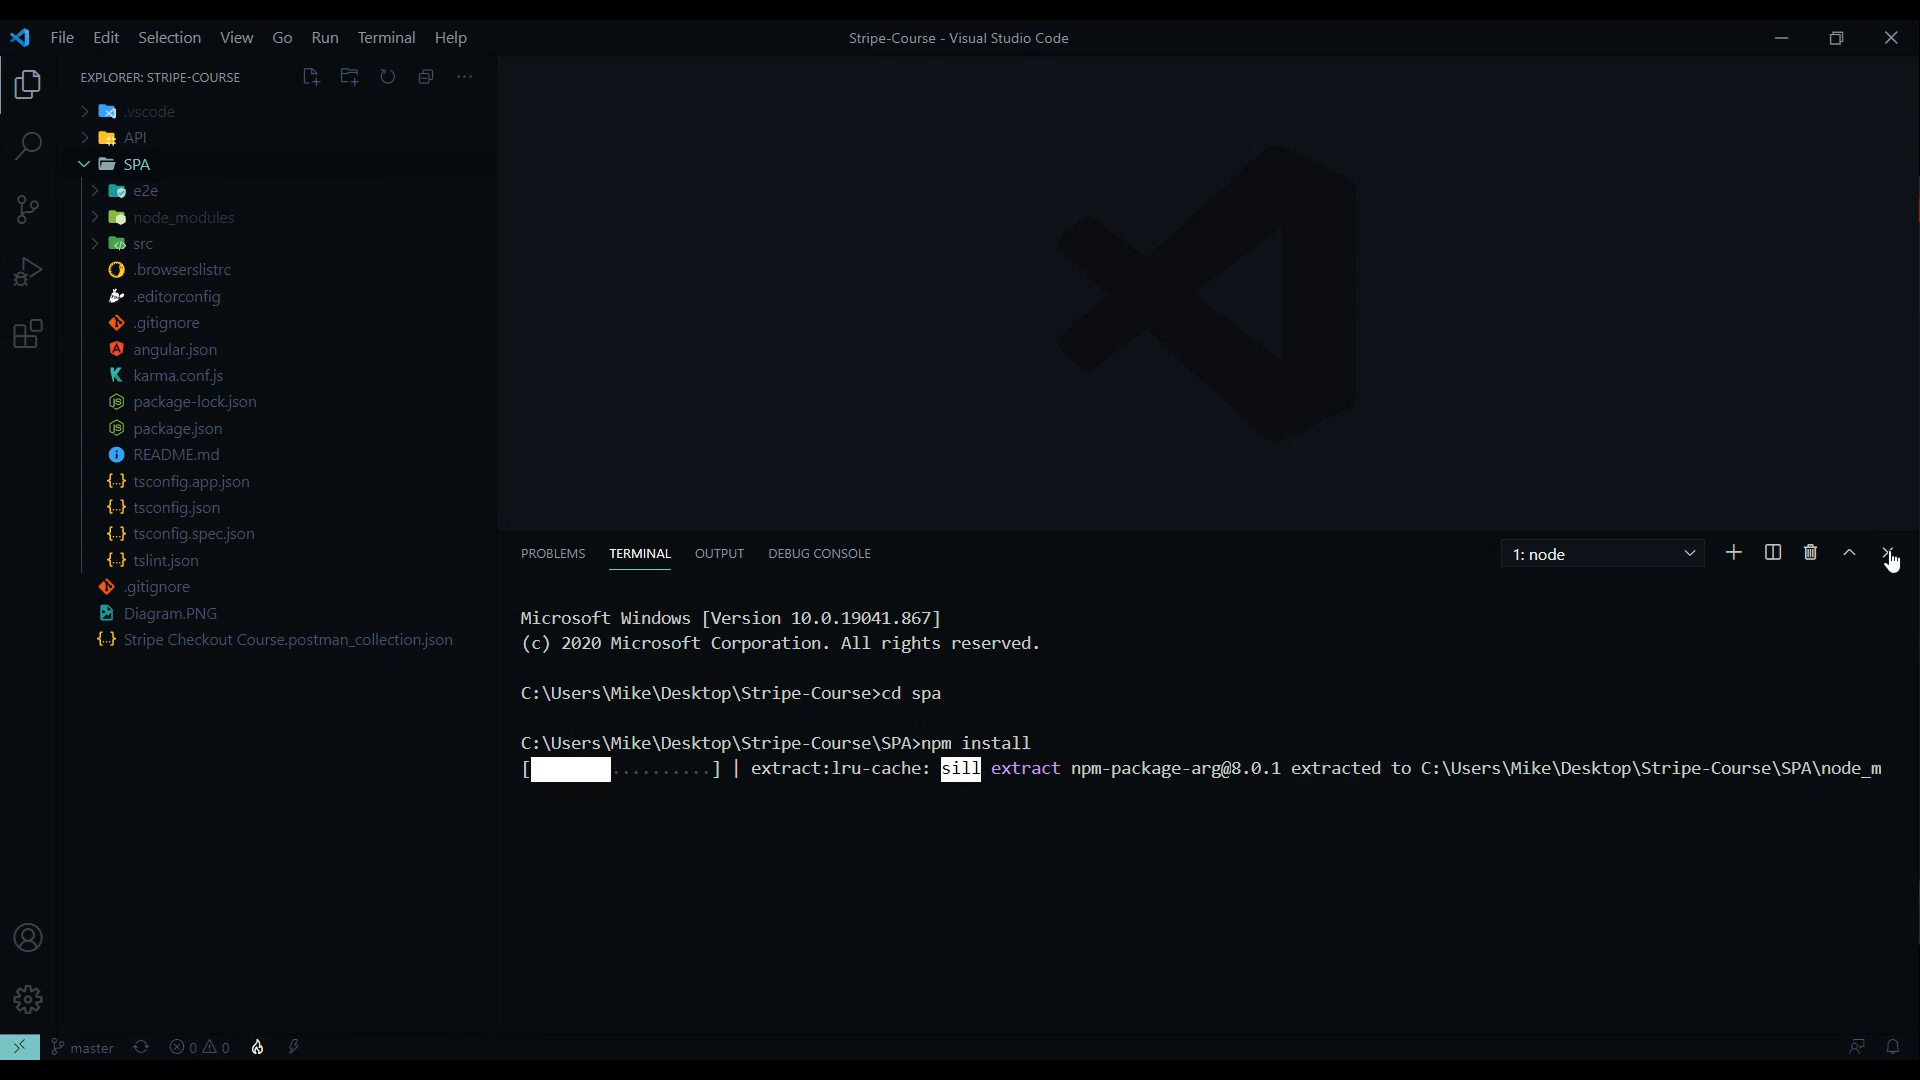 File Edit Selection View Go Run Terminal Help
Stripe-Course - Visual Studio Code
EXPLORER: STRIPE-COURSE
.vscode
API
SPA
e2e
node_modules
src
.browserslistrc
.editorconfig
.gitignore
angular.json
karma.conf.js
package-lock.json
package.json
README.md
tsconfig.app.json
tsconfig.json
tsconfig.spec.json
tslint.json
.gitignore
Diagram.PNG
Stripe Checkout Course.postman_collection.json
PROBLEMS TERMINAL OUTPUT DEBUG CONSOLE
1: node
Microsoft Windows [Version 10.0.19041.867]
(c) 2020 Microsoft Corporation. All rights reserved.
C:\Users\Mike\Desktop\Stripe-Course>cd spa
C:\Users\Mike\Desktop\Stripe-Course\SPA>npm install
[ ..........] | extract:lru-cache: sill extract npm-package-arg@8.0.1 extracted to C:\Users\Mike\Desktop\Stripe-Course\SPA\node_m
master 0 0